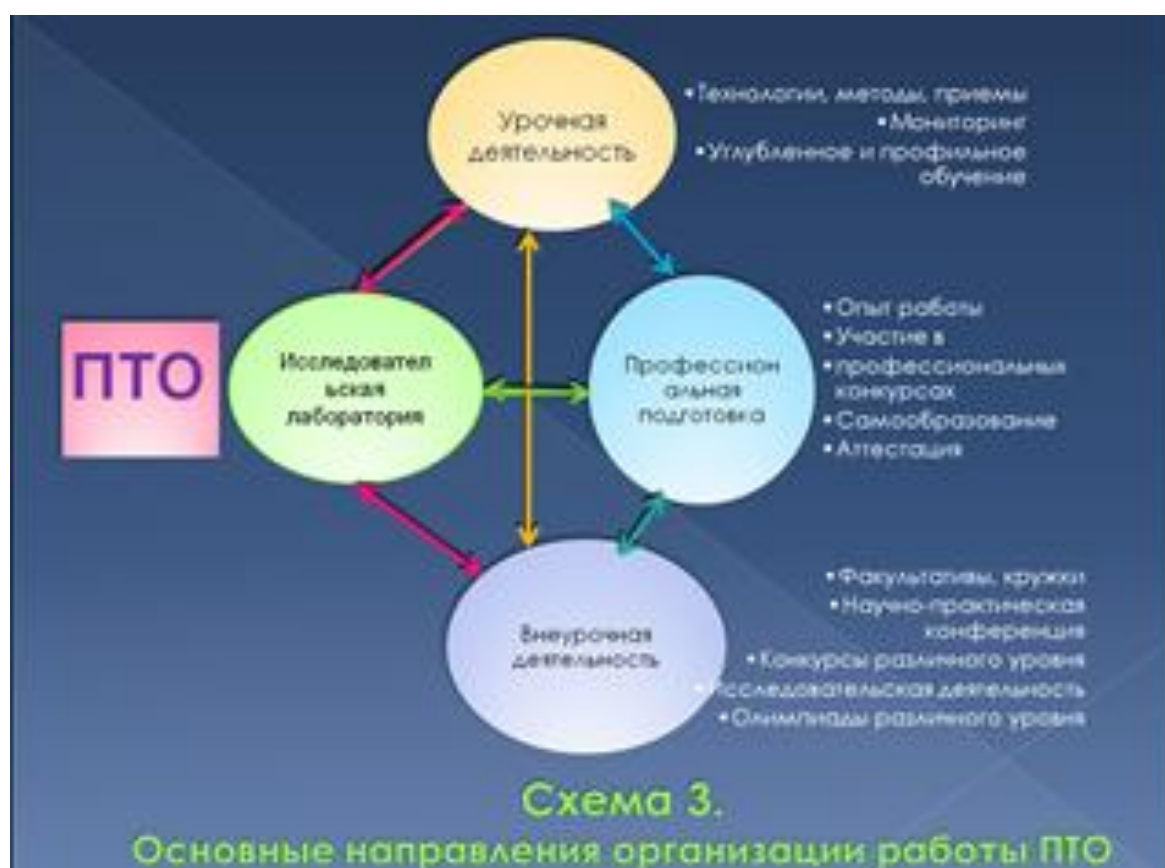 Урочная
деятельность
•Технологии, методы, приемы
•Мониторинг
•Углубленное и профильное
обучение
ПТО
Исследовател
ьская
лаборатория
Профессион
альная
подготовка
•Опыт работы
•Участие в
•профессиональных
конкурсах
•Самообразование
•Аттестация
Внеурочная
деятельность
•Факультативы, кружки
•Научно-практическая
конференция
•Конкурсы различного уровня
•Исследовательская деятельность
•Олимпиады различного уровня
Схема 3.
Основные направления организации работы ПТО